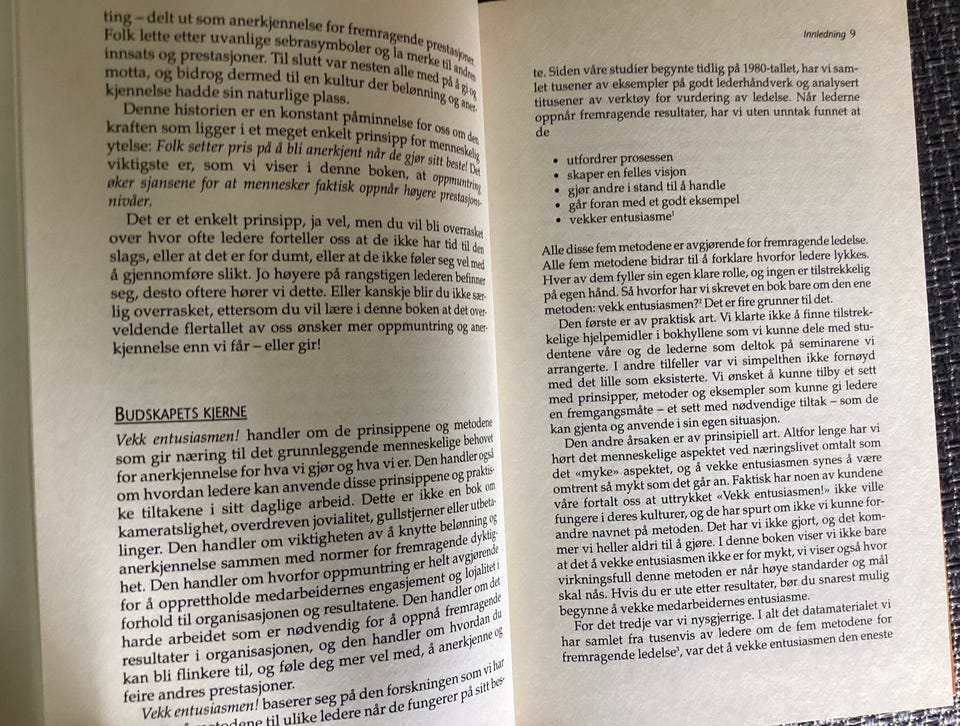 ting – delt ut som anerkjennelse for fremragende prestasjoner.
Folk lette etter uvanlige sebrasymboler og la merke til andres
innsats og prestasjoner. Til slutt var nesten alle med på å gi og
motta, og bidrog dermed til en kultur der belønning og aner-
kjennelse hadde sin naturlige plass.
Denne historien er en konstant påminnelse for oss om den
kraften som ligger i et meget enkelt prinsipp for menneskelig
ytelse: Folk setter pris på å bli anerkjent når de gjør sitt beste! Det
viktigste er, som vi viser i denne boken, at oppmuntring
øker sjansene for at mennesker faktisk oppnår høyere prestasjons-
nivåer.
Det er et enkelt prinsipp, ja vel, men du vil bli overrasket
over hvor ofte ledere forteller oss at de ikke har tid til den
slags, eller at det er for dumt, eller at de ikke føler seg vel med
å gjennomføre slikt. Jo høyere på rangstigen lederen befinner
seg, desto oftere hører vi dette. Eller kanskje blir du ikke sær-
lig overrasket, ettersom du vil lære i denne boken at det over-
veldende flertallet av oss ønsker mer oppmuntring og aner-
kjennelse enn vi får – eller gir!
BUDSKAPETS KJERNE
Vekk entusiasmen! handler om de prinsippene og metodene
som gir næring til det grunnleggende menneskelige behovet
for anerkjennelse for hva vi gjør og hva vi er. Den handler også
om hvordan ledere kan anvende disse prinsippene og praktis-
ke tiltakene i sitt daglige arbeid. Dette er ikke en bok om
kameratslighet, overdreven jovialitet, gullstjerner eller utbeta-
linger. Den handler om viktigheten av å knytte belønning og
anerkjennelse sammen med normer for fremragende dyktig-
het. Den handler om hvorfor oppmuntring er helt avgjørende
for å opprettholde medarbeidernes engasjement og lojalitet i
forhold til organisasjonen og resultatene. Den handler om det
harde arbeidet som er nødvendig for å oppnå fremragende
resultater i organisasjonen, og den handler om hvordan du
kan bli flinkere til, og føle deg mer vel med, å anerkjenne og
feire andres prestasjoner.
Vekk entusiasmen! baserer seg på den forskningen som vi har
til ulike ledere når de fungerer på sitt bes-
Innledning 9
te. Siden våre studier begynte tidlig på 1980-tallet, har vi sam-
let tusener av eksempler på godt lederhåndverk og analysert
titusener av verktøy for vurdering av ledelse. Når lederne
oppnår fremragende resultater, har vi uten unntak funnet at
de
• utfordrer prosessen
• skaper en felles visjon
• gjør andre i stand til å handle
• går foran med et godt eksempel
• vekker entusiasme¹
Alle disse fem metodene er avgjørende for fremragende ledelse.
Alle fem metodene bidrar til å forklare hvorfor ledere lykkes.
Hver av dem fyller sin egen klare rolle, og ingen er tilstrekkelig
på egen hånd. Så hvorfor har vi skrevet en bok bare om den ene
metoden: vekk entusiasmen?² Det er fire grunner til det.
Den første er av praktisk art. Vi klarte ikke å finne tilstrek-
kelige hjelpemidler i bokhyllene som vi kunne dele med stu-
dentene våre og de lederne som deltok på seminarene vi
arrangerte. I andre tilfeller var vi simpelthen ikke fornøyd
med det lille som eksisterte. Vi ønsket å kunne tilby et sett
med prinsipper, metoder og eksempler som kunne gi ledere
en fremgangsmåte – et sett med nødvendige tiltak – som de
kan gjenta og anvende i sin egen situasjon.
Den andre årsaken er av prinsipiell art. Altfor lenge har vi
hørt det menneskelige aspektet ved næringslivet omtalt som
det «myke» aspektet, og å vekke entusiasmen synes å være
omtrent så mykt som det går an. Faktisk har noen av kundene
våre fortalt oss at uttrykket «Vekk entusiasmen!» ikke ville
fungere i deres kulturer, og de har spurt om ikke vi kunne for-
andre navnet på metoden. Det har vi ikke gjort, og det kom-
mer vi heller aldri til å gjøre. I denne boken viser vi ikke bare
at det å vekke entusiasmen ikke er for mykt, vi viser også hvor
virkningsfull denne metoden er når høye standarder og mål
skal nås. Hvis du er ute etter resultater, bør du snarest mulig
begynne å vekke medarbeidernes entusiasme.
For det tredje var vi nysgjerrige. I alt det datamaterialet vi
har samlet fra tusenvis av ledere om de fem metodene for
fremragende ledelse¹, var det å vekke entusiasmen den eneste